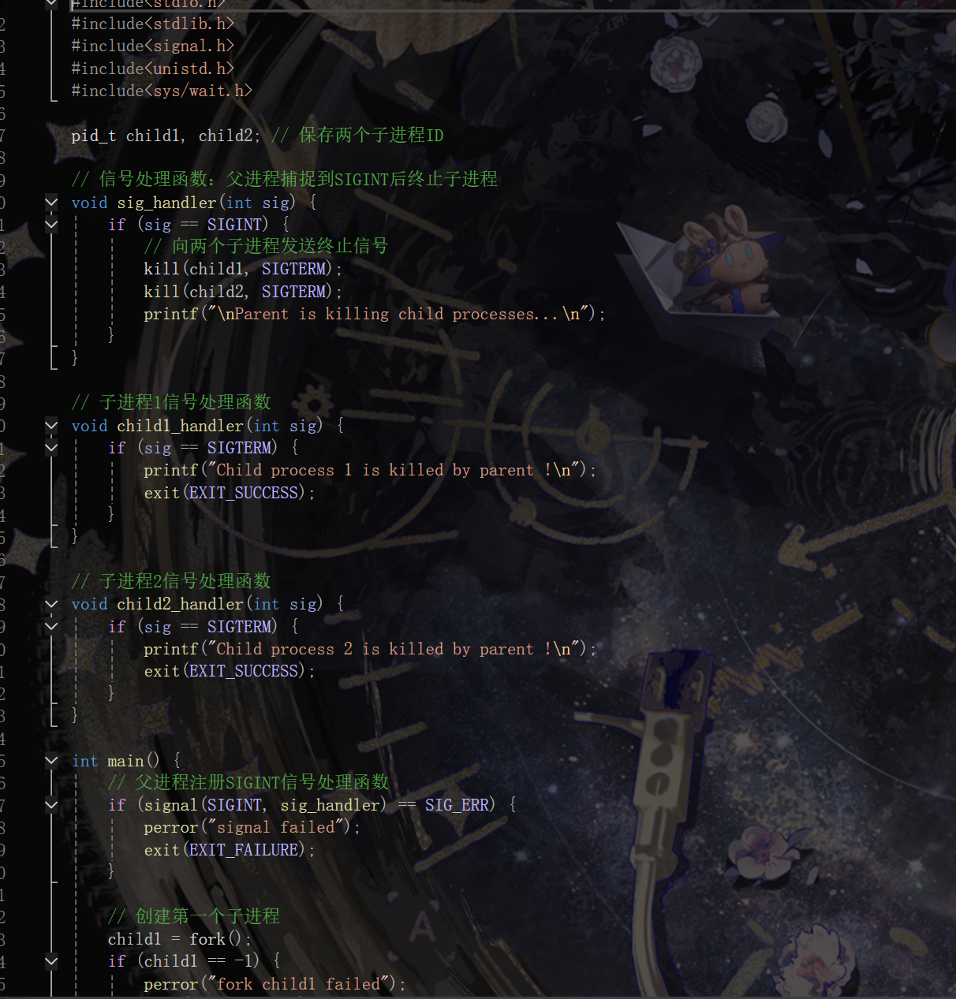 #include<stdio.h>
#include<stdlib.h>
#include<signal.h>
#include<unistd.h>
#include<sys/wait.h>
pid_t child1, child2; // 保存两个子进程ID
// 信号处理函数：父进程捕捉到SIGINT后终止子进程
void sig_handler(int sig) {
if (sig == SIGINT) {
// 向两个子进程发送终止信号
kill(child1, SIGTERM);
kill(child2, SIGTERM);
printf("\nParent is killing child processes...\n");
}
}
// 子进程1信号处理函数
void child1_handler(int sig) {
if (sig == SIGTERM) {
printf("Child process 1 is killed by parent !\n");
exit(EXIT_SUCCESS);
}
}
// 子进程2信号处理函数
void child2_handler(int sig) {
if (sig == SIGTERM) {
printf("Child process 2 is killed by parent !\n");
exit(EXIT_SUCCESS);
}
}
int main() {
// 父进程注册SIGINT信号处理函数
if (signal(SIGINT, sig_handler) == SIG_ERR) {
perror("signal failed");
exit(EXIT_FAILURE);
}
// 创建第一个子进程
child1 = fork();
if (child1 == -1) {
perror("fork child1 failed");